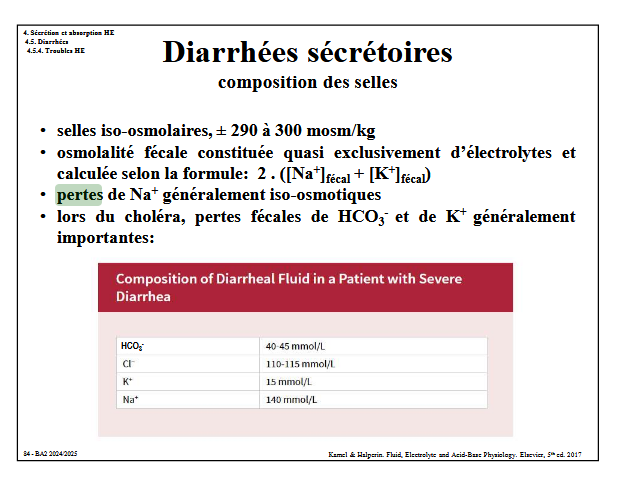 4. Sécrétion et absorption HE
4.5. Diarrhées
4.5.4. Troubles HE
Diarrhées sécrétoires
composition des selles
• selles iso-osmolaires, ± 290 à 300 mosm/kg
• osmolalité fécale constituée quasi exclusivement d’électrolytes et
calculée selon la formule: 2 . ([Na⁺]fécal + [K⁺]fécal)
• pertes de Na⁺ généralement iso-osmotiques
• lors du choléra, pertes fécales de HCO₃⁻ et de K⁺ généralement
importantes:
Composition of Diarrheal Fluid in a Patient with Severe
Diarrhea
HCO₃⁻ 40-45 mmol/L
Cl⁻ 110-115 mmol/L
K⁺ 15 mmol/L
Na⁺ 140 mmol/L
84 - BA2 2024/2025
Kamel & Halperin. Fluid, Electrolyte and Acid-Base Physiology. Elsevier, 5th ed. 2017